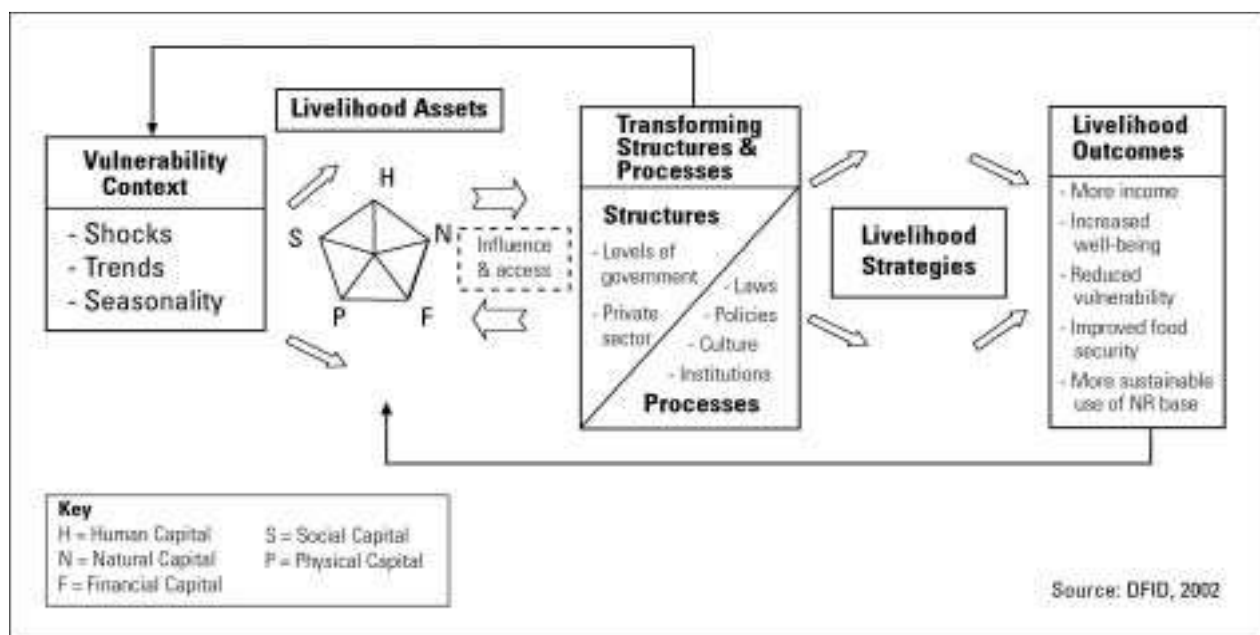 Livelihood Assets
Vulnerability
Context
- Shocks
- Trends
- Seasonality
H
S
N
P
F
Influence
& access
Transforming
Structures &
Processes
Structures
- Levels of
government
- Private
sector
- Laws
- Policies
- Culture
- Institutions
Processes
Livelihood
Strategies
Livelihood
Outcomes
- More income
- Increased
well-being
- Reduced
vulnerability
- Improved food
security
- More sustainable
use of NR base
Key
H = Human Capital
S = Social Capital
N = Natural Capital
P = Physical Capital
F = Financial Capital
Source: DFID, 2002